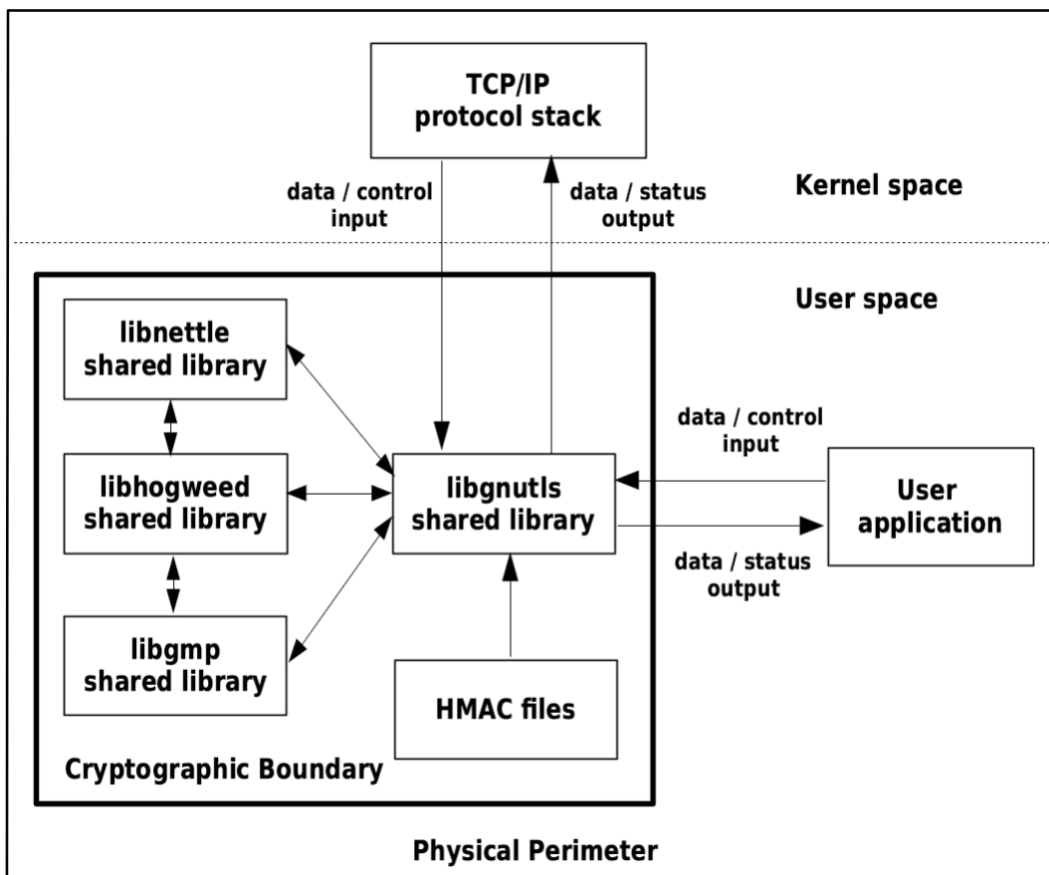 TCP/IP
protocol stack
data / control
input
data / status
output
Kernel space
User space
libnettle
shared library
libhogweed
shared library
libgmp
shared library
libgnutls
shared library
HMAC files
data / control
input
User
application
data / status
output
Cryptographic Boundary
Physical Perimeter